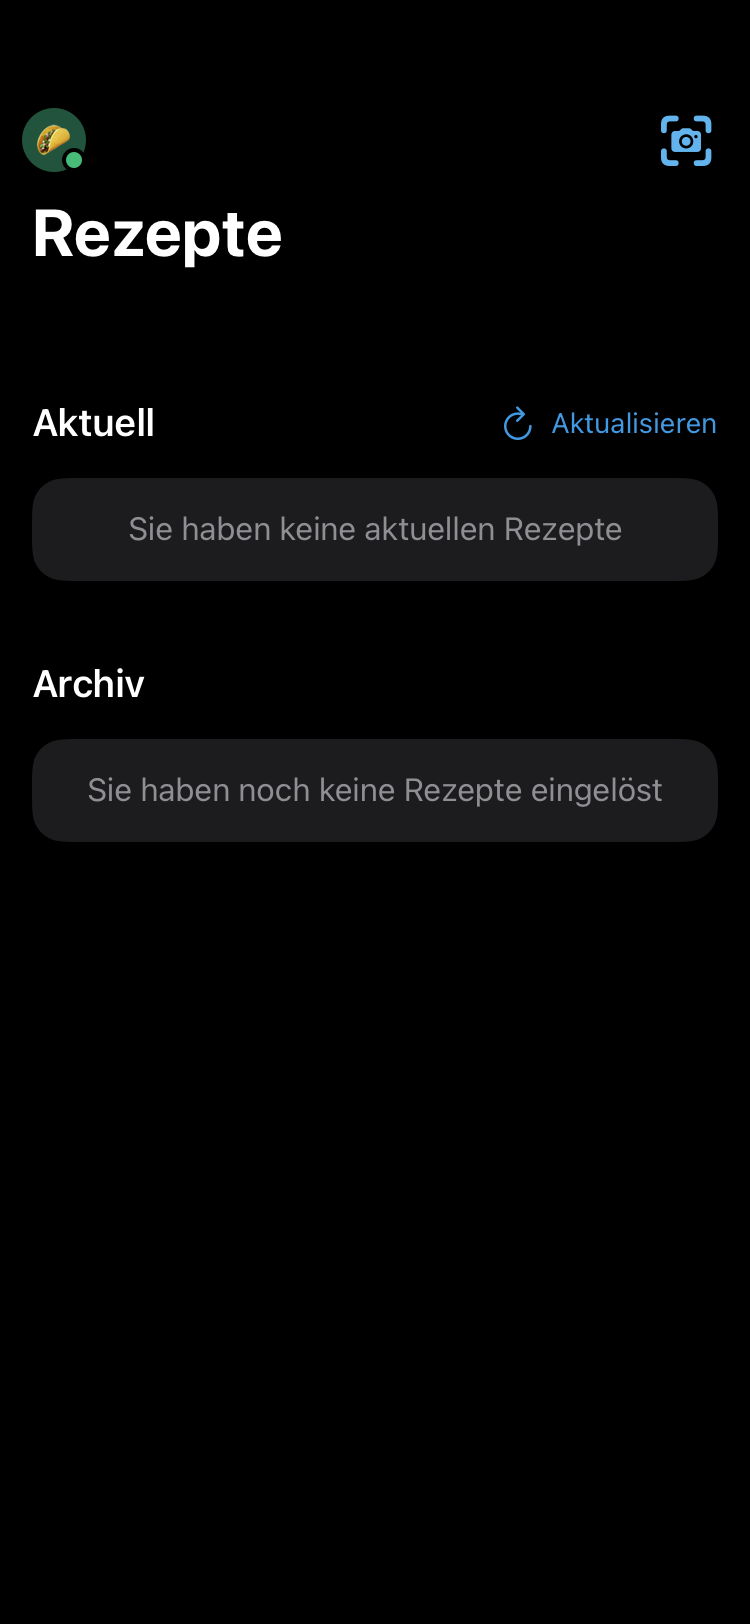 Rezepte
Aktuell
Aktualisieren
Sie haben keine aktuellen Rezepte
Archiv
Sie haben noch keine Rezepte eingelöst